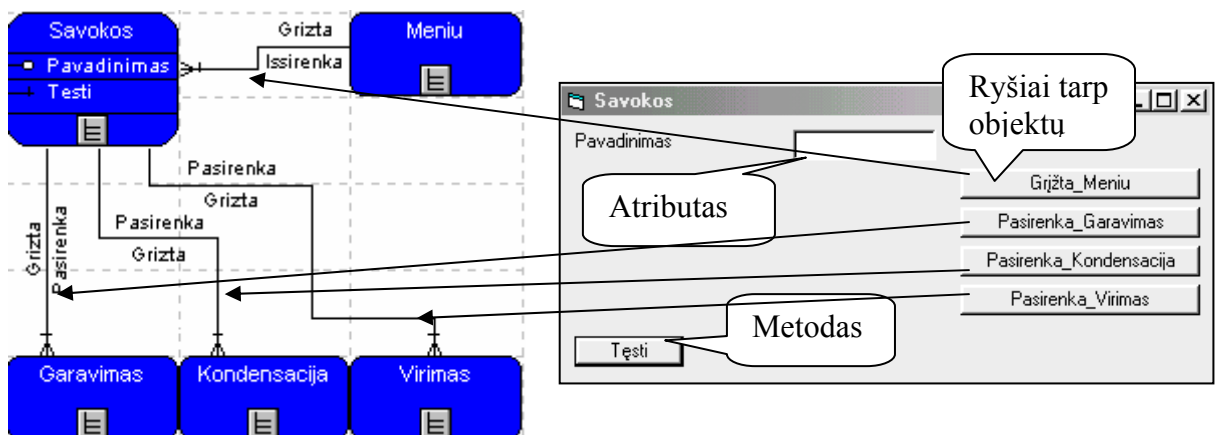 Savokos
Pavadinimas
Testi
Grizta
Issirenka
Meniu
Pasirenka
Grizta
Pasirenka
Grizta
Grizta
Pasirenka
Garavimas
Kondensacija
Virimas
Savokos
Pavadinimas
Ryšiai tarp
objektų
Atributas
Grįžta_Meniu
Pasirenka_Garavimas
Pasirenka_Kondensacija
Pasirenka_Virimas
Metodas
Tęsti